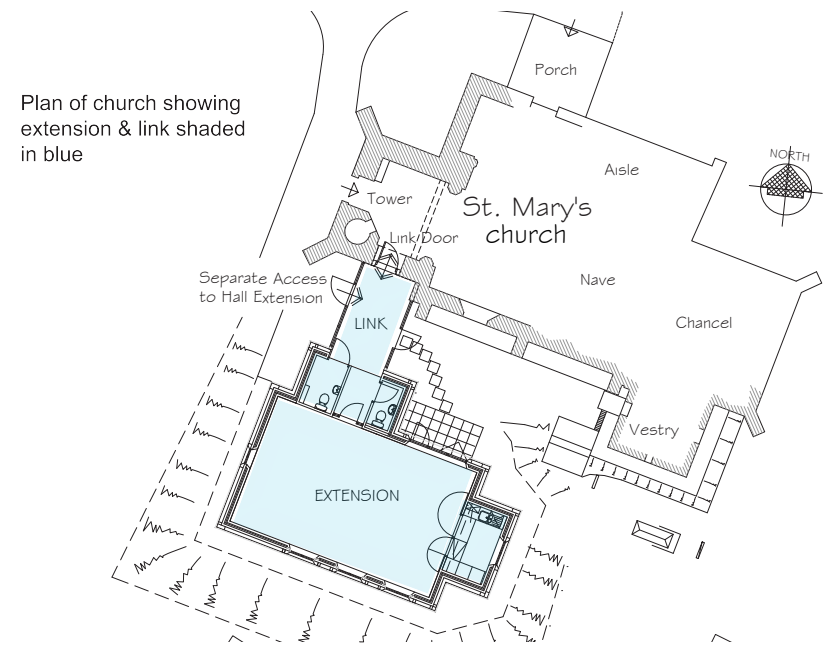 Plan of church showing
extension & link shaded
in blue
Porch
NORTH
Aisle
Tower
St. Mary's
church
Link Door
Separate Access
to Hall Extension
Nave
LINK
Chancel
Vestry
EXTENSION